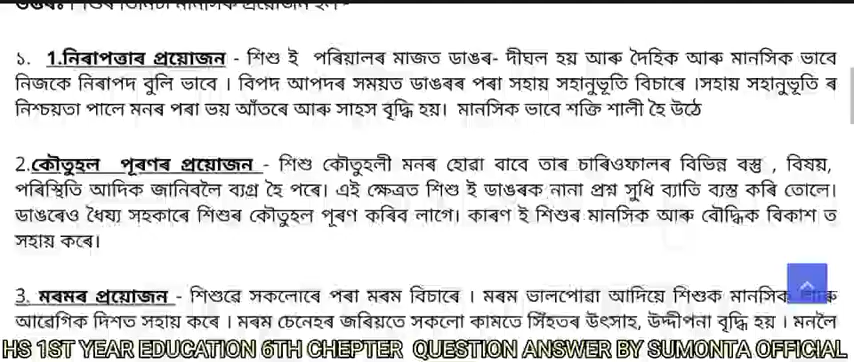 ১. 1.নিৰাপত্তাৰ প্ৰয়োজন - শিশু ই পৰিয়ালৰ মাজত ডাঙৰ- দীঘল হয় আৰু দৈহিক আৰু মানসিক ভাবে
নিজকে নিৰাপদ বুলি ভাবে । বিপদ আপদৰ সময়ত ডাঙৰৰ পৰা সহায় সহানুভূতি বিচাৰে ।সহায় সহানুভূতি ৰ
নিশ্চয়তা পালে মনৰ পৰা ভয় আঁতৰে আৰু সাহস বৃদ্ধি হয়। মানসিক ভাবে শক্তি শালী হৈ উঠে
2.কৌতুহল পূৰণৰ প্ৰয়োজন - শিশু কৌতুহলী মনৰ হোৱা বাবে তাৰ চাৰিওফালৰ বিভিন্ন বস্তু , বিষয়,
পৰিস্থিতি আদিক জানিবলৈ ব্যগ্ৰ হৈ পৰে। এই ক্ষেত্ৰত শিশু ই ডাঙৰক নানা প্ৰশ্ন সুধি ব্যাতি ব্যস্ত কৰি তোলে।
ডাঙৰেও ধৈয্য সহকাৰে শিশুৰ কৌতুহল পূৰণ কৰিব লাগে। কাৰণ ই শিশুৰ মানসিক আৰু বৌদ্ধিক বিকাশ ত
সহায় কৰে।
3. মৰমৰ প্ৰয়োজন - শিশুৱে সকলোৰে পৰা মৰম বিচাৰে । মৰম ভালপোৱা আদিয়ে শিশুক মানসিক
আৱেগিক দিশত সহায় কৰে । মৰম চেনেহৰ জৰিয়তে সকলো কামতে সিঁহতৰ উৎসাহ, উদ্দীপনা বৃদ্ধি হয় । মনলৈ
HS 1ST YEAR EDUCATION 6TH CHEPTER QUESTION ANSWER BY SUMONTA OFFICIAL